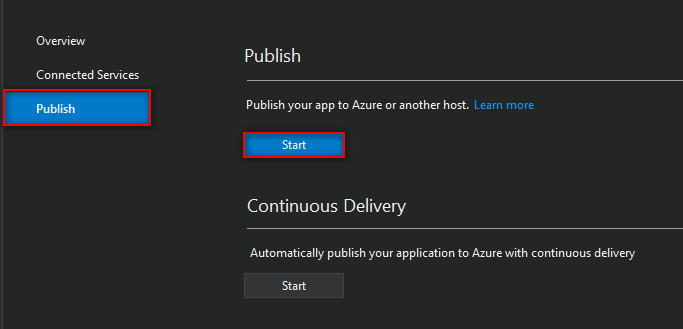 Overview
Connected Services
Publish
Publish
Publish your app to Azure or another host. Learn more
Start
Continuous Delivery
Automatically publish your application to Azure with continuous delivery
Start